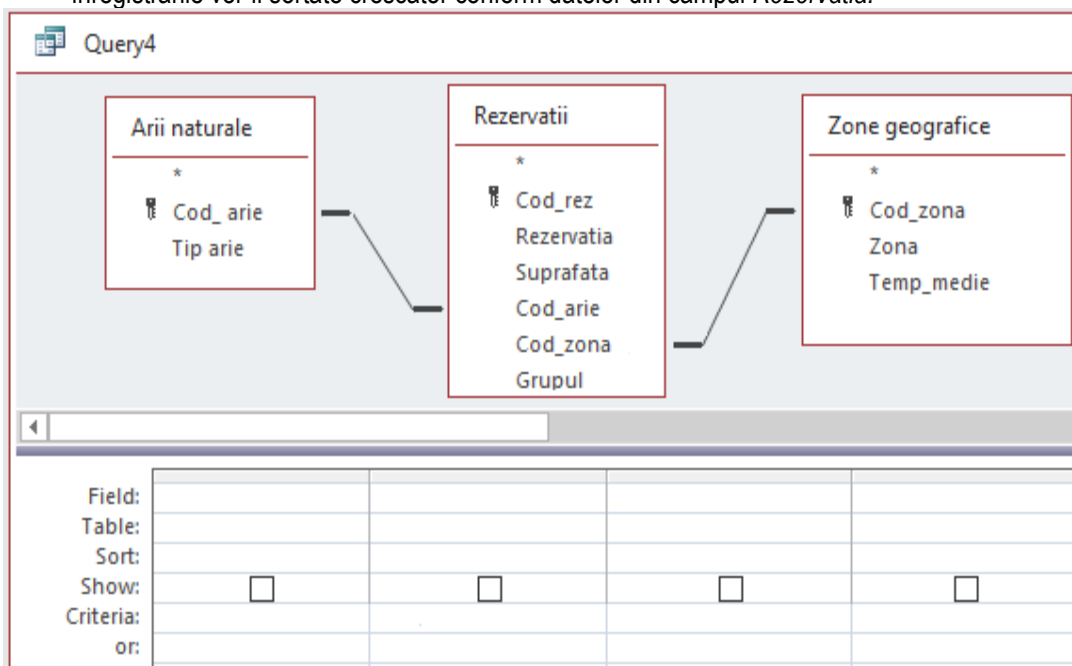 înregistrările vor fi sortate crescător conform datelor din câmpul Rezervatia.
Query4
Arii naturale
*
Cod_ arie
Tip arie
Rezervatii
*
Cod_rez
Rezervatia
Suprafata
Cod_arie
Cod_zona
Grupul
Zone geografice
*
Cod_zona
Zona
Temp_medie
Field:
Table:
Sort:
Show:
Criteria:
or: